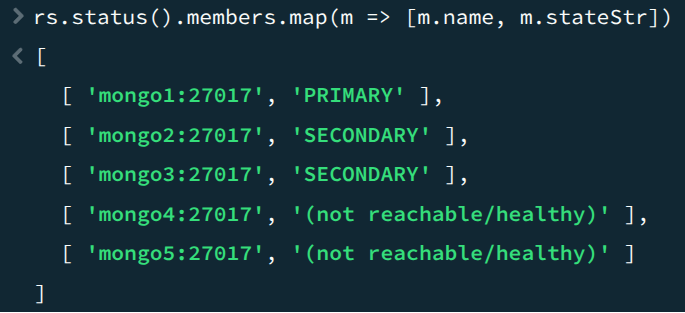 > rs.status().members.map(m => [m.name, m.stateStr])
< [
[ 'mongo1:27017', 'PRIMARY' ],
[ 'mongo2:27017', 'SECONDARY' ],
[ 'mongo3:27017', 'SECONDARY' ],
[ 'mongo4:27017', '(not reachable/healthy)' ],
[ 'mongo5:27017', '(not reachable/healthy)' ]
]